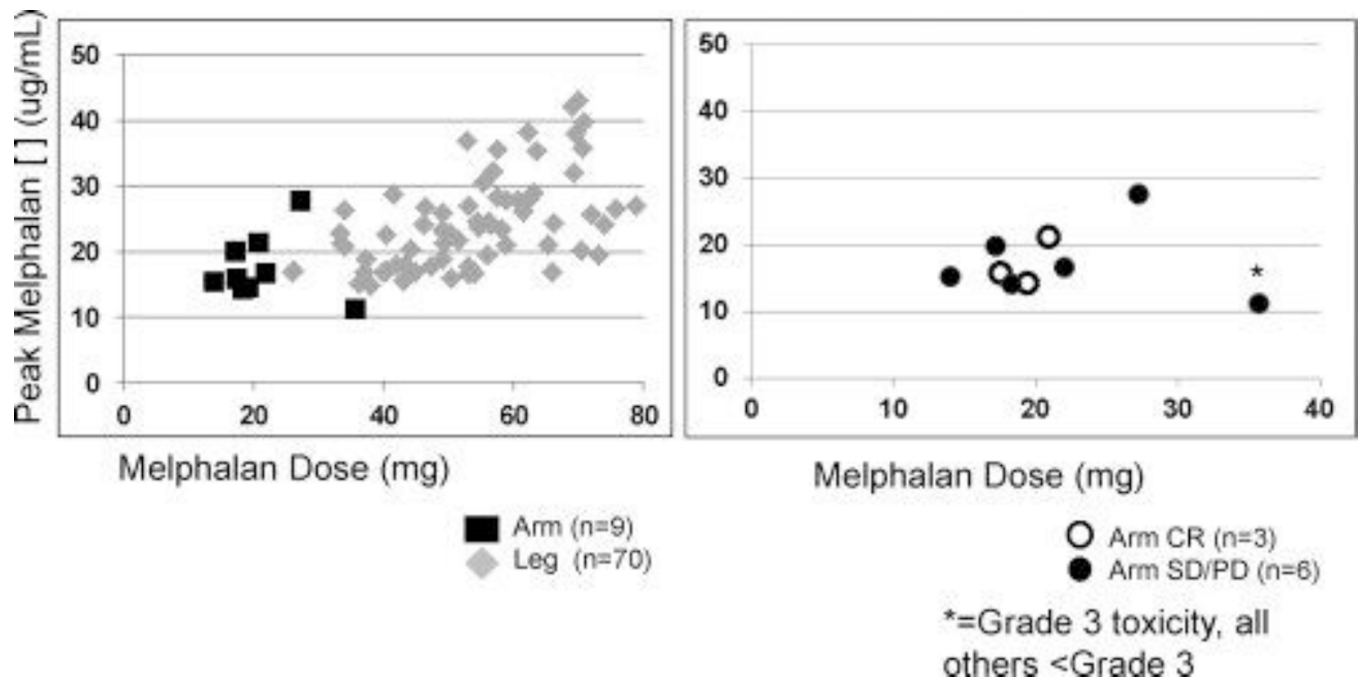 Peak Melphalan [ ] (ug/mL)
50
40
30
20
10
0
0 20 40 60 80
Melphalan Dose (mg)
Arm (n=9)
Leg (n=70)
50
40
30
20
10
0
*
0 10 20 30 40
Melphalan Dose (mg)
Arm CR (n=3)
Arm SD/PD (n=6)
*=Grade 3 toxicity, all
others <Grade 3